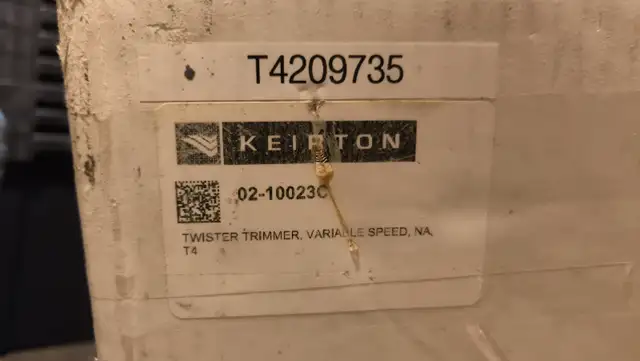 T4209735
KEIRTON
02-10023C
TWISTER TRIMMER, VARIABLE SPEED, NA,
T4